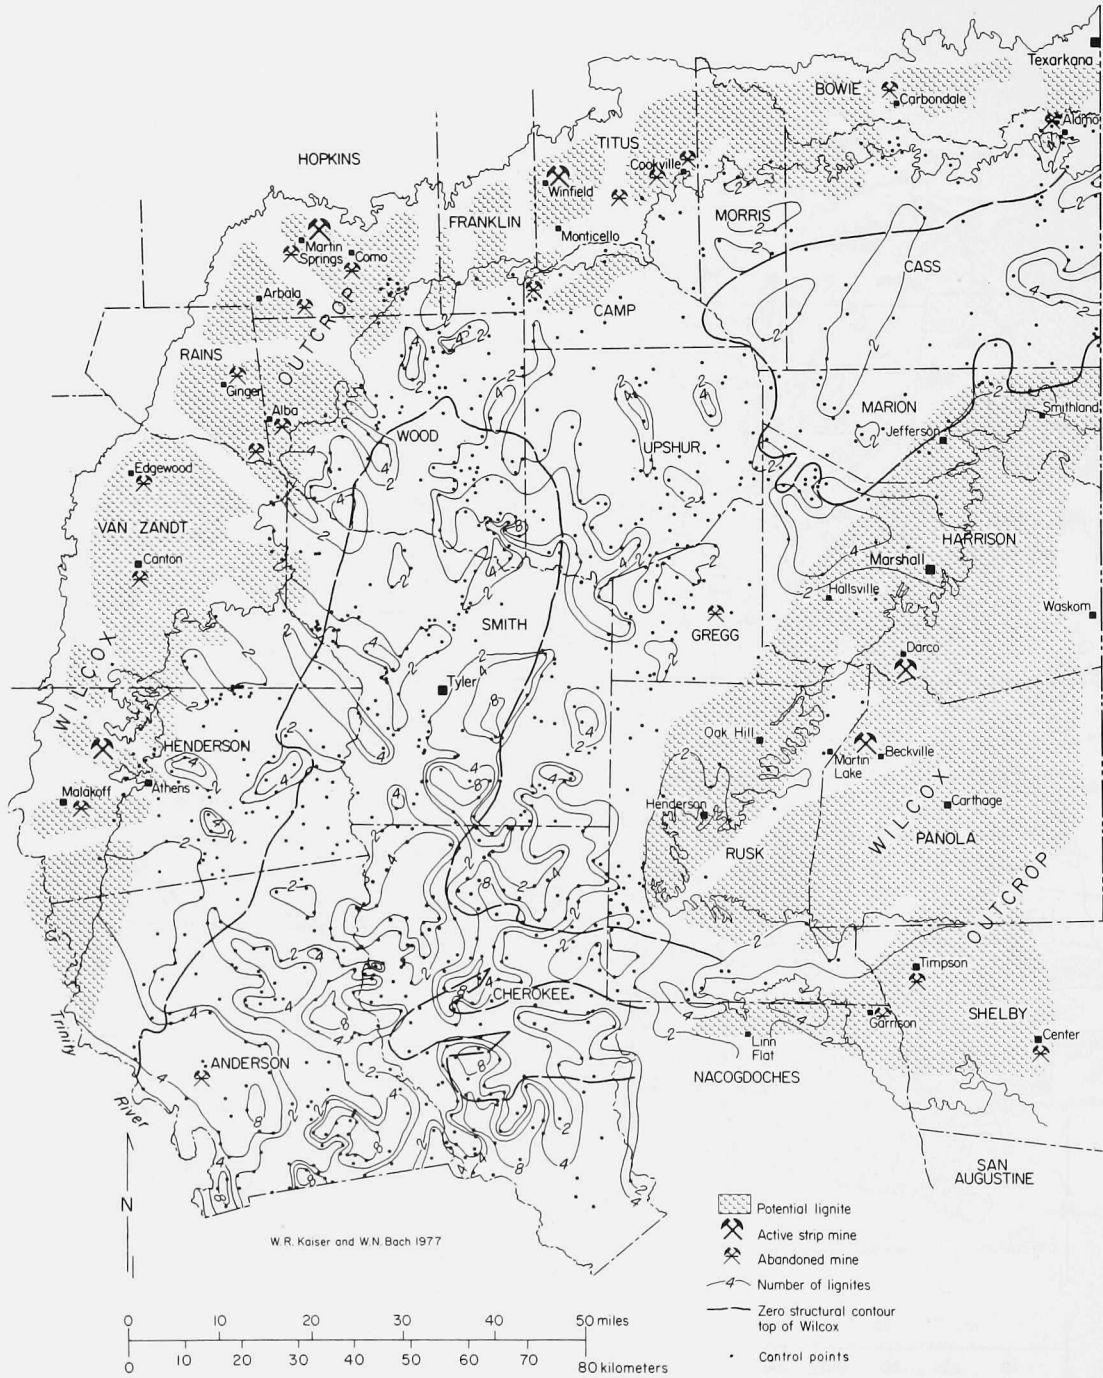 Texarkana
BOWIE
Carbondale
Alamo
TITUS
HOPKINS
Cookville
Winfield
FRANKLIN
MORRIS
Monticello
Martin
Springs
Como
CASS
Arbala
CAMP
OUTCROP
RAINS
Ginger
MARION
Smithland
Alba
WOOD
Jefferson
UPSHUR
Edgewood
VAN ZANDT
HARRISON
Canton
Marshall
Hallsville
Waskom
SMITH
GREGG
WILCOX
Darco
Tyler
Oak Hill
HENDERSON
Martin
Lake
Beckville
Malakoff
Athens
Henderson
Carthage
WILCOX
RUSK
PANOLA
OUTCROP
Timpson
CHEROKEE
Trinity
River
Garrison
SHELBY
Linn
Flat
Center
ANDERSON
NACOGDOCHES
SAN
AUGUSTINE
N
W.R. Kaiser and W.N. Bach 1977
Potential lignite
Active strip mine
Abandoned mine
4 Number of lignites
Zero structural contour
top of Wilcox
Control points
0 10 20 30 40 50 miles
0 10 20 30 40 50 60 70 80 kilometers